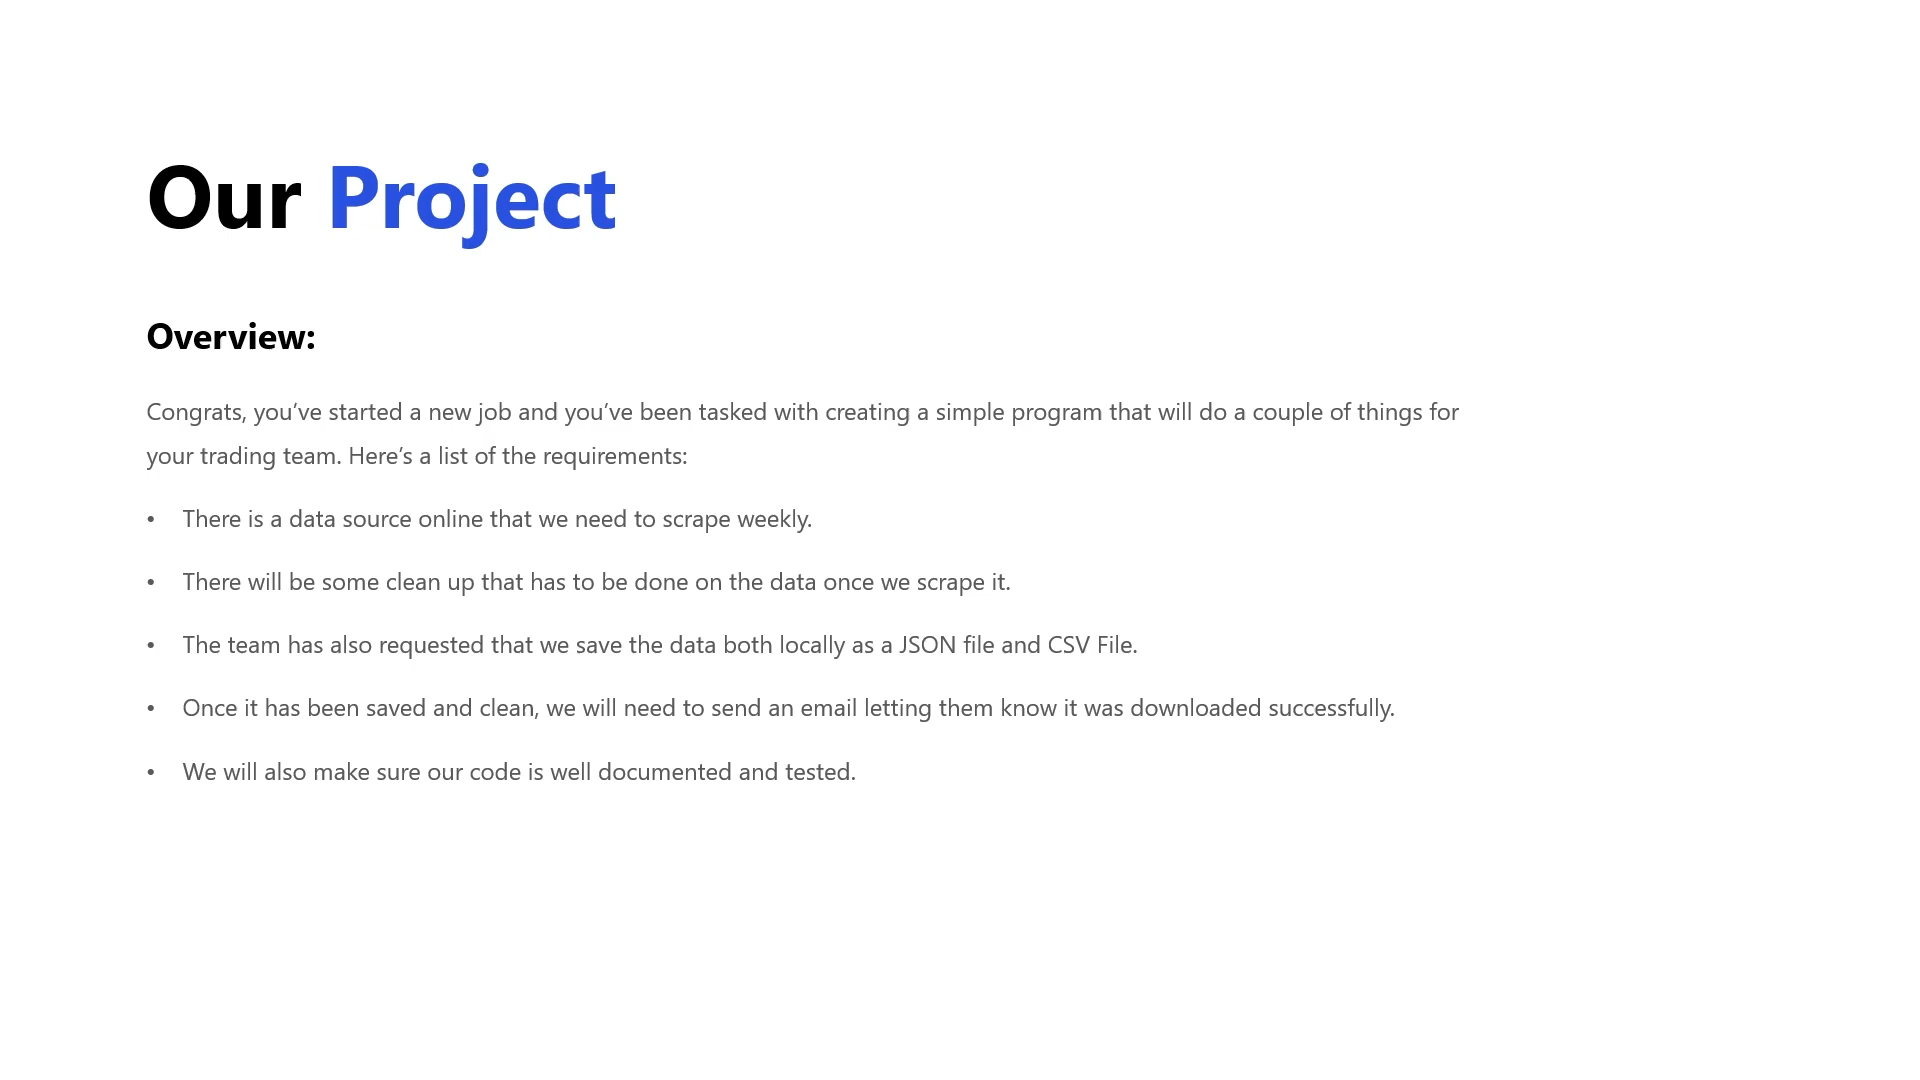 Our Project
Overview:
Congrats, you’ve started a new job and you’ve been tasked with creating a simple program that will do a couple of things for
your trading team. Here’s a list of the requirements:
• There is a data source online that we need to scrape weekly.
• There will be some clean up that has to be done on the data once we scrape it.
• The team has also requested that we save the data both locally as a JSON file and CSV File.
• Once it has been saved and clean, we will need to send an email letting them know it was downloaded successfully.
• We will also make sure our code is well documented and tested.